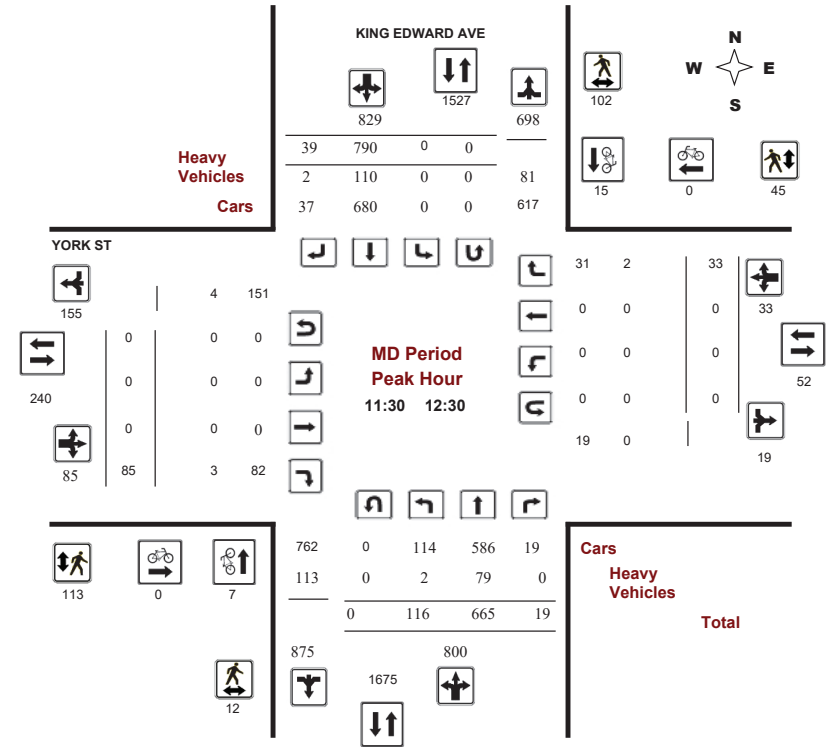 KING EDWARD AVE
N
W E
S
1527
102
829 698
39 790 0 0
Heavy
Vehicles
2 110 0 0 81
Cars
37 680 0 0 617
15 0 45
YORK ST
155
4 151
31 2 33
33
0 0 0
0 0 0
240
0 0 0
0 0 0
52
0 0 0
0 0 0
85
85 3 82
19 0
19
MD Period
Peak Hour
11:30 12:30
762 0 114 586 19
Cars
113 0 2 79 0
Heavy
Vehicles
0 116 665 19
Total
113 0 7
875 800
1675
12